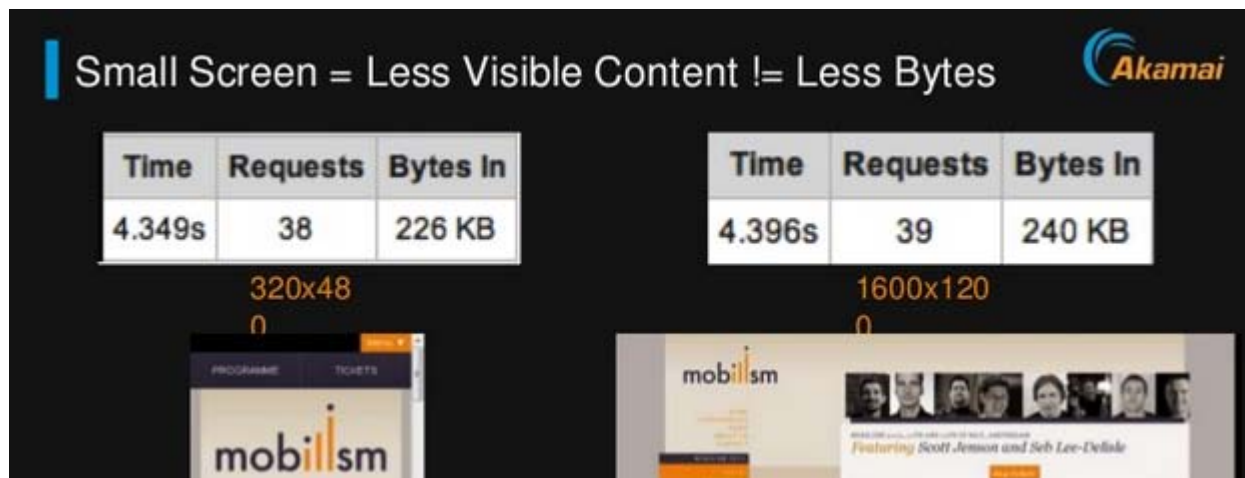 Small Screen = Less Visible Content != Less Bytes
Akamai
Time Requests Bytes In
4.349s 38 226 KB
Time Requests Bytes In
4.396s 39 240 KB
320x48
0
1600x120
0
Menu
PROGRAMME TICKETS
mobilism
mobilism
Featuring Scott Jenson and Seb Lee-Delisle